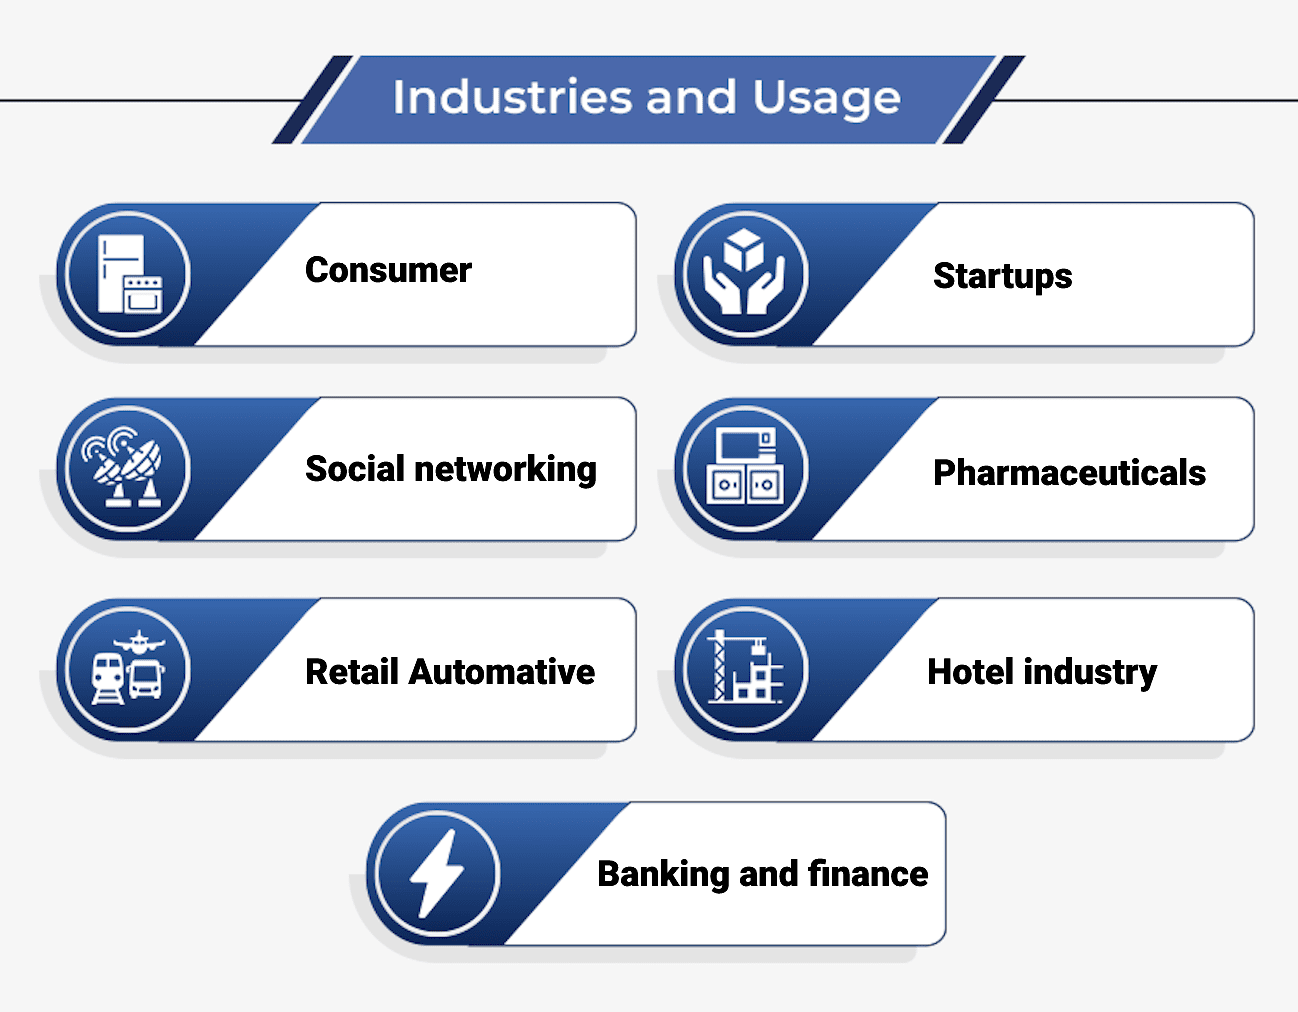 Industries and Usage
Consumer
Startups
Social networking
Pharmaceuticals
Retail Automative
Hotel industry
Banking and finance